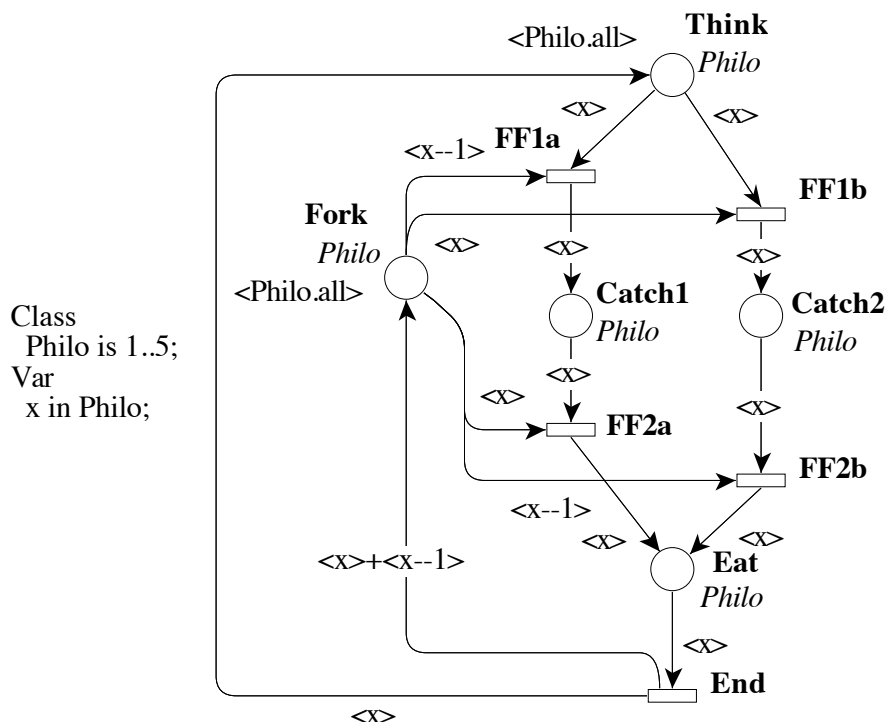 Think
<Philo.all>
Philo
<x>
<x>
FF1a
<x--1>
FF1b
Fork
Philo
<x>
<x>
<x>
<Philo.all>
Catch1
Philo
Catch2
Philo
Class
Philo is 1..5;
Var
x in Philo;
<x>
<x>
<x>
FF2a
FF2b
<x--1>
<x>
<x>
<x>+<x--1>
Eat
Philo
<x>
End
<x>